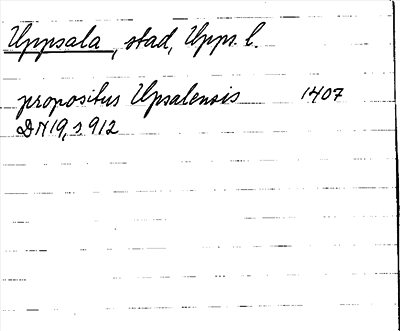 Uppsala, stad, Upps. l.
propositus Upsalensis 1407
DN 19, s 912